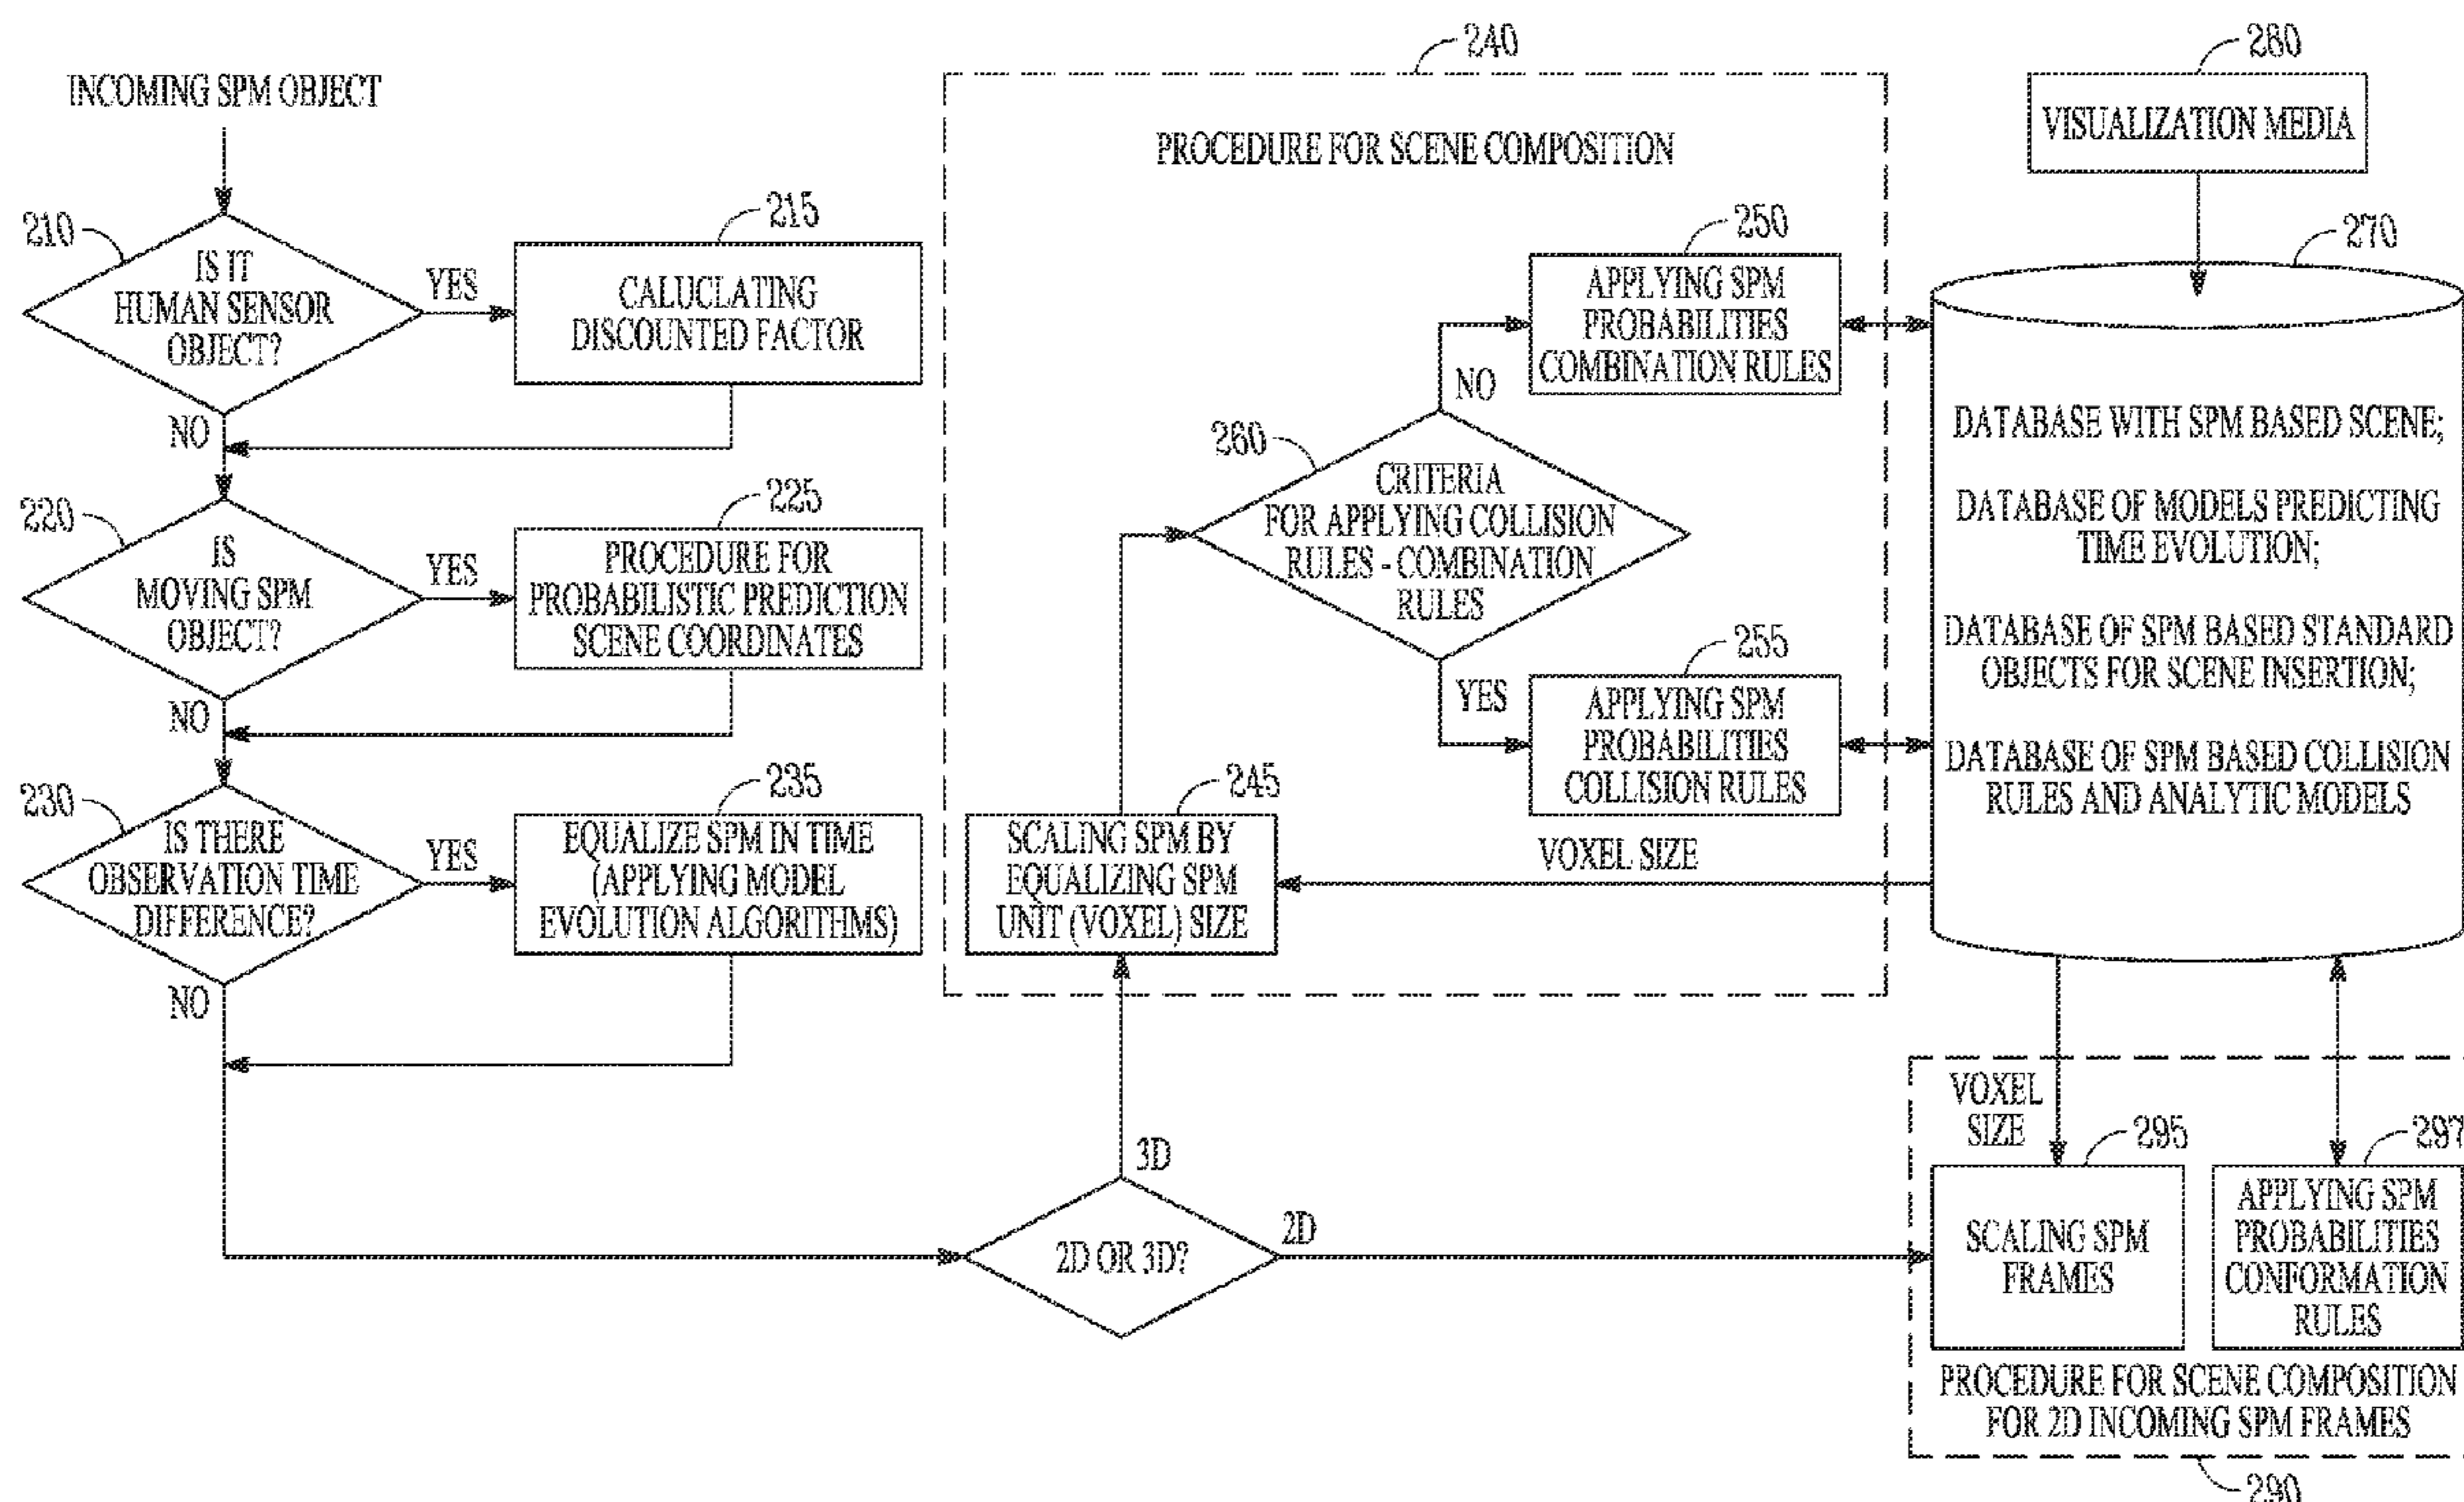 INCOMING SPM OBJECT
210
IS IT
HUMAN SENSOR
OBJECT?
YES
NO
215
CALUCLATING
DISCOUNTED FACTOR
220
IS
MOVING SPM
OBJECT?
YES
NO
225
PROCEDURE FOR
PROBABILISTIC PREDICTION
SCENE COORDINATES
230
IS THERE
OBSERVATION TIME
DIFFERENCE?
YES
NO
235
EQUALIZE SPM IN TIME
(APPLYING MODEL
EVOLUTION ALGORITHMS)
2D OR 3D?
3D
2D
240
PROCEDURE FOR SCENE COMPOSITION
245
SCALING SPM BY
EQUALIZING SPM
UNIT (VOXEL) SIZE
260
CRITERIA
FOR APPLYING COLLISION
RULES - COMBINATION
RULES
NO
YES
250
APPLYING SPM
PROBABILITIES
COMBINATION RULES
255
APPLYING SPM
PROBABILITIES
COLLISION RULES
VOXEL SIZE
280
VISUALIZATION MEDIA
270
DATABASE WITH SPM BASED SCENE;
DATABASE OF MODELS PREDICTING
TIME EVOLUTION;
DATABASE OF SPM BASED STANDARD
OBJECTS FOR SCENE INSERTION;
DATABASE OF SPM BASED COLLISION
RULES AND ANALYTIC MODELS
VOXEL
SIZE
295
SCALING SPM
FRAMES
297
APPLYING SPM
PROBABILITIES
CONFORMATION
RULES
PROCEDURE FOR SCENE COMPOSITION
FOR 2D INCOMING SPM FRAMES
290